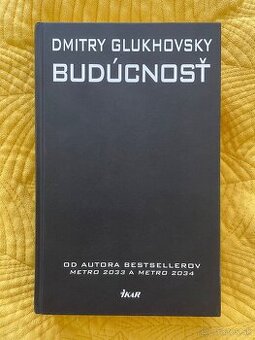 DMITRY GLUKHOVSKY
BUDÚCNOSŤ
OD AUTORA BESTSELLEROV
METRO 2033 A METRO 2034
IKAR